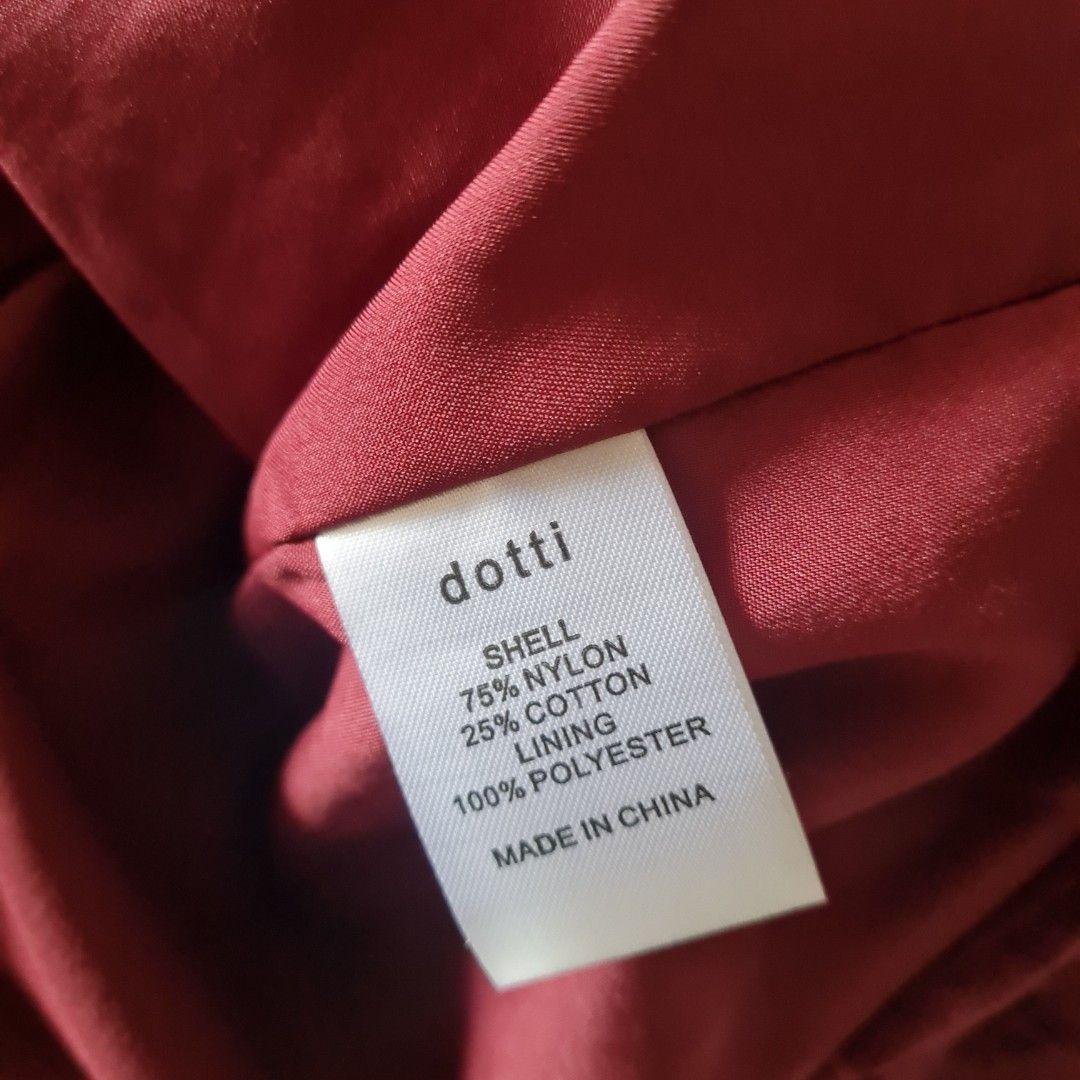 dotti
SHELL
75% NYLON
25% COTTON
LINING
100% POLYESTER
MADE IN CHINA